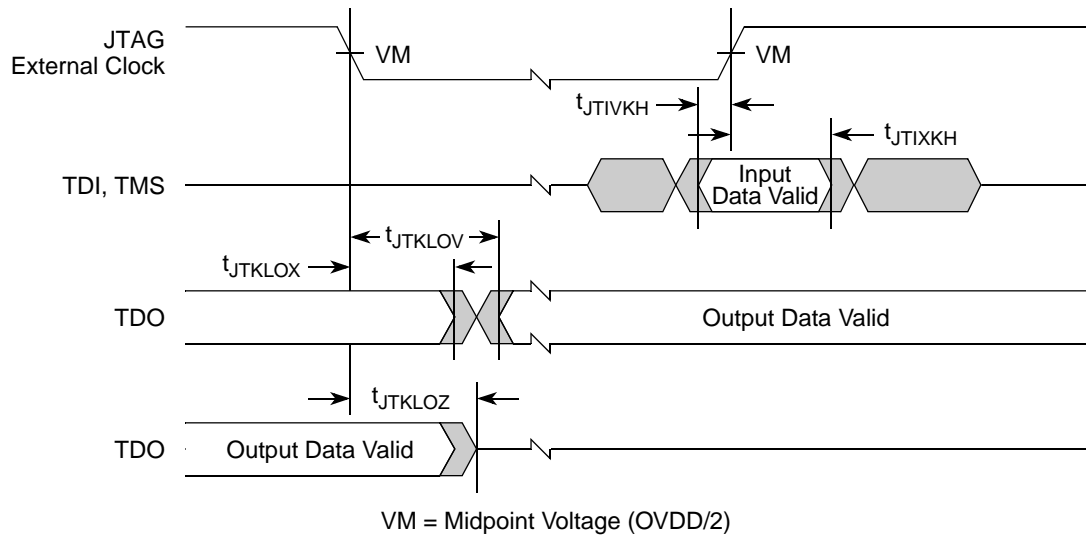 JTAG
External Clock
VM
VM
tJTIVKH
tJTIXKH
TDI, TMS
Input
Data Valid
tJTKLOV
tJTKLOX
TDO
Output Data Valid
tJTKLOZ
TDO
Output Data Valid
VM = Midpoint Voltage (OVDD/2)